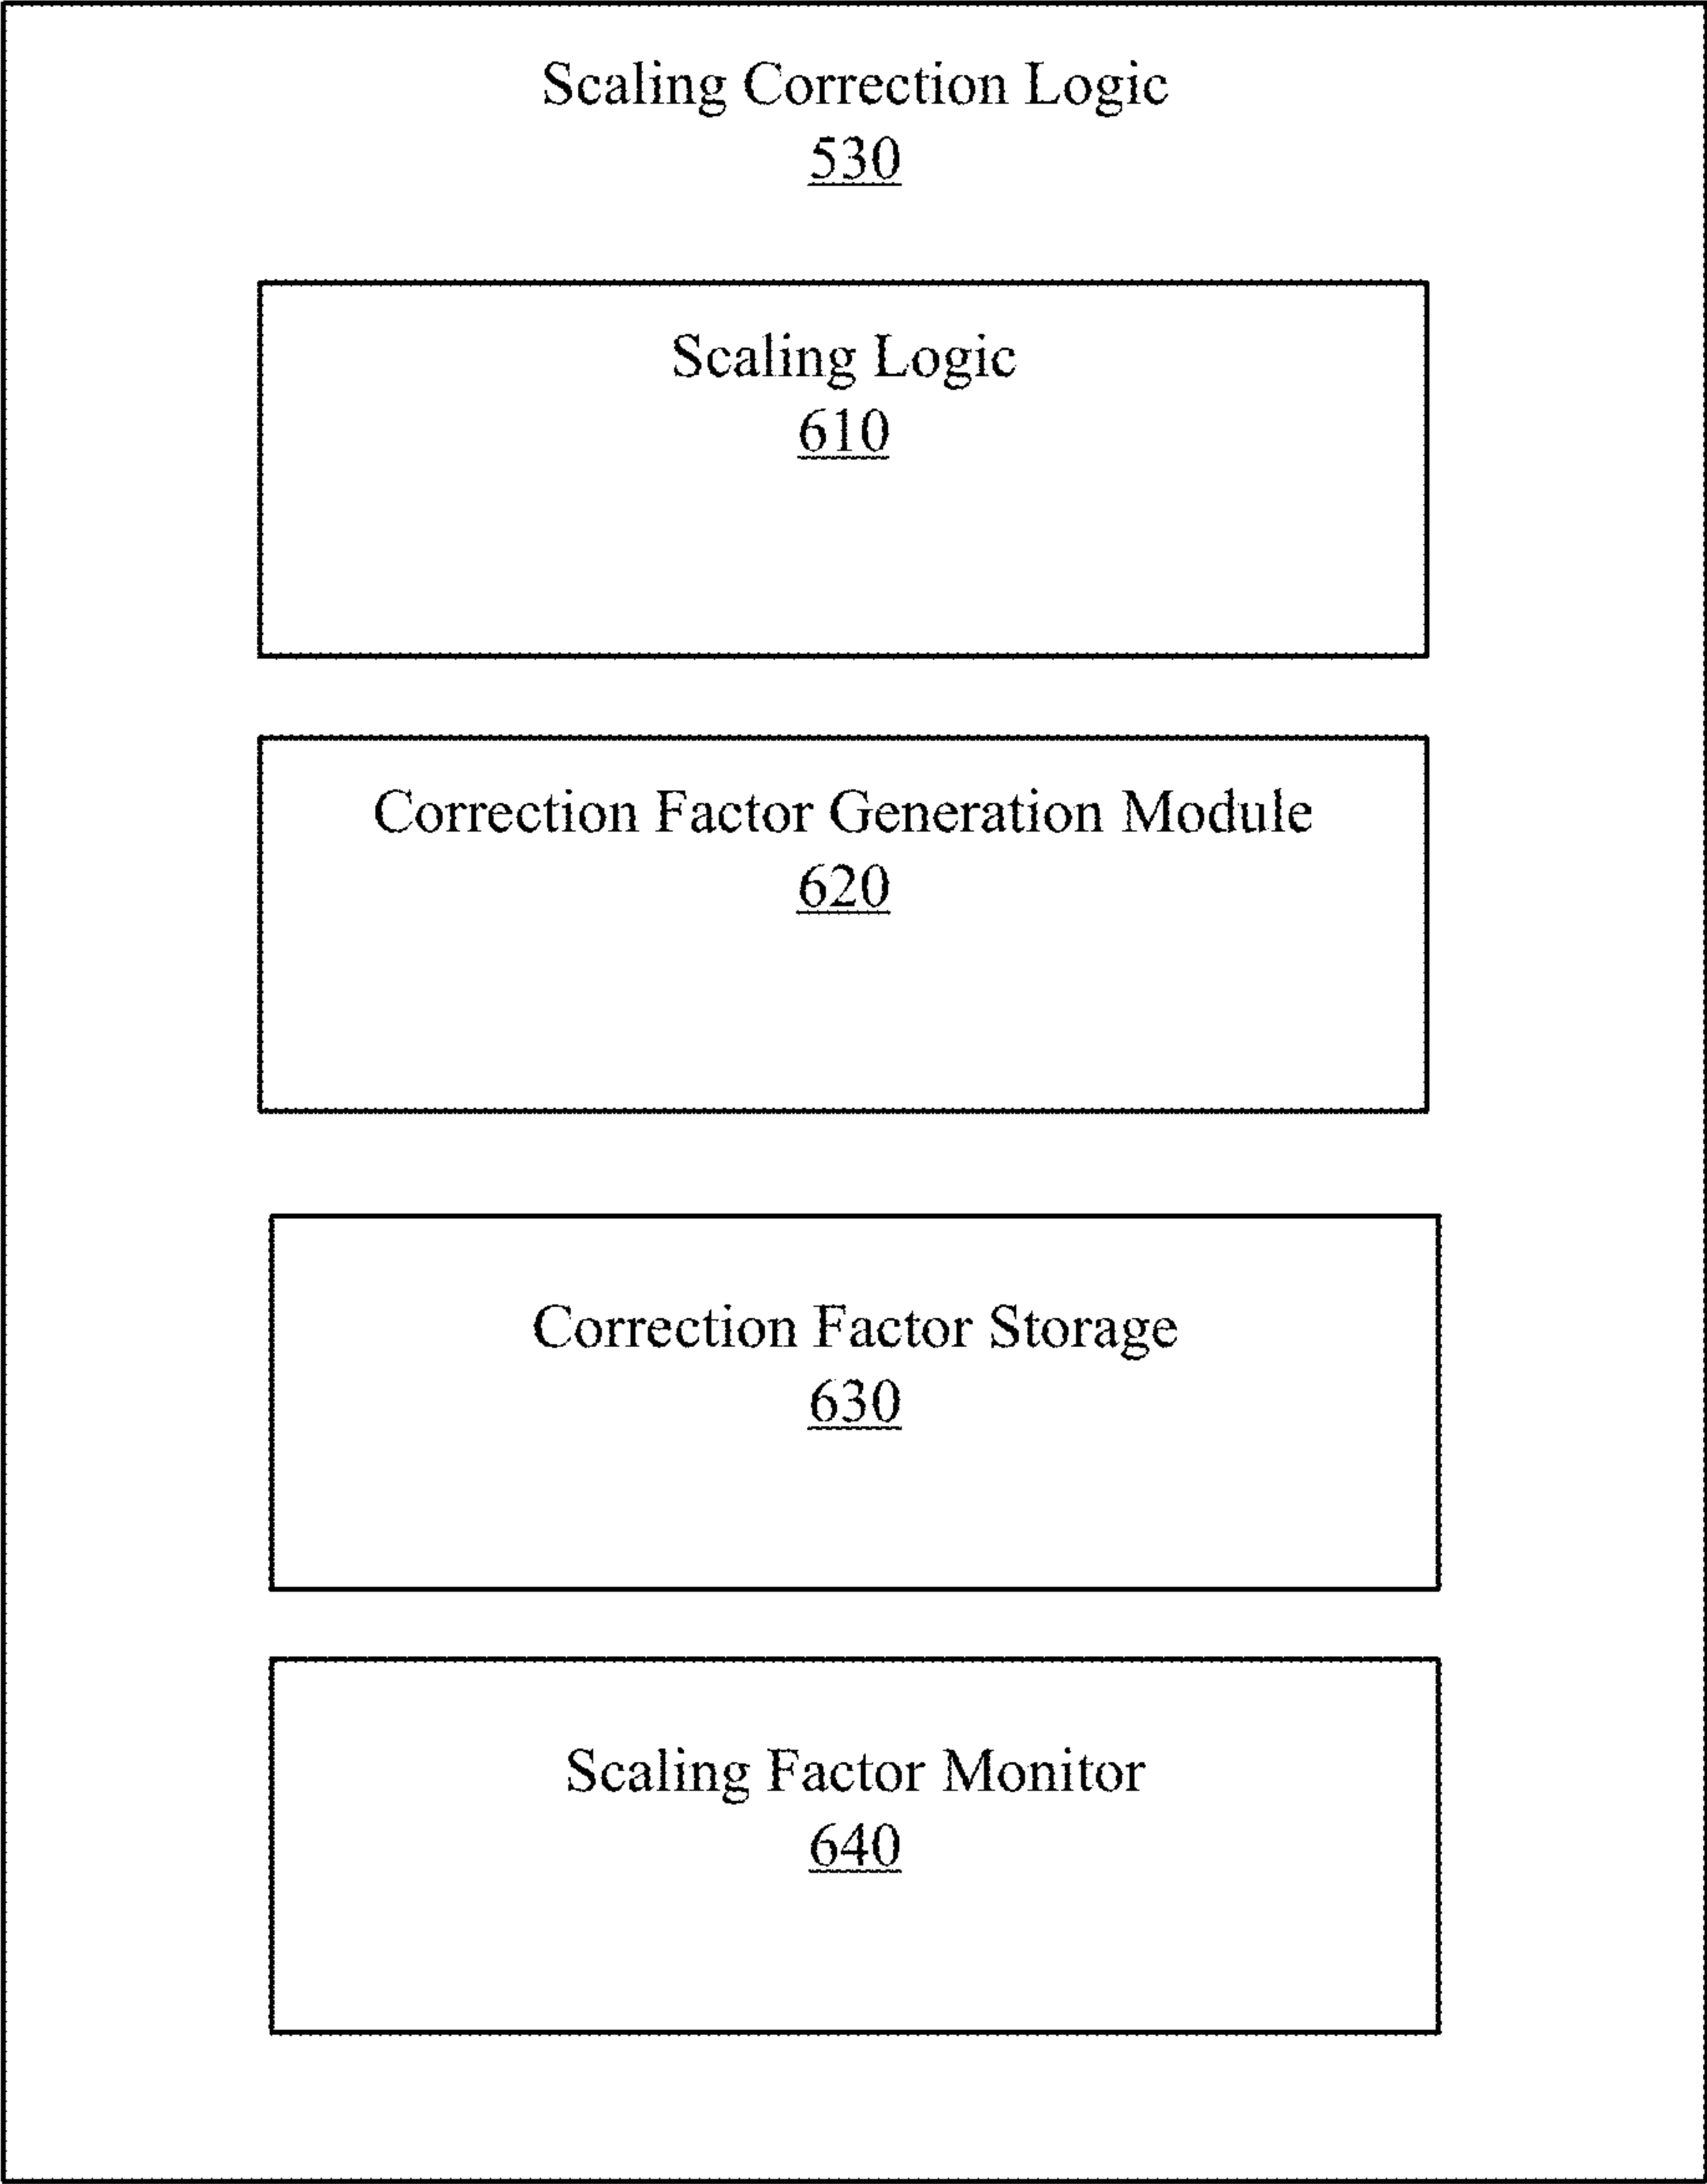 Scaling Correction Logic
530
Scaling Logic
610
Correction Factor Generation Module
620
Correction Factor Storage
630
Scaling Factor Monitor
640